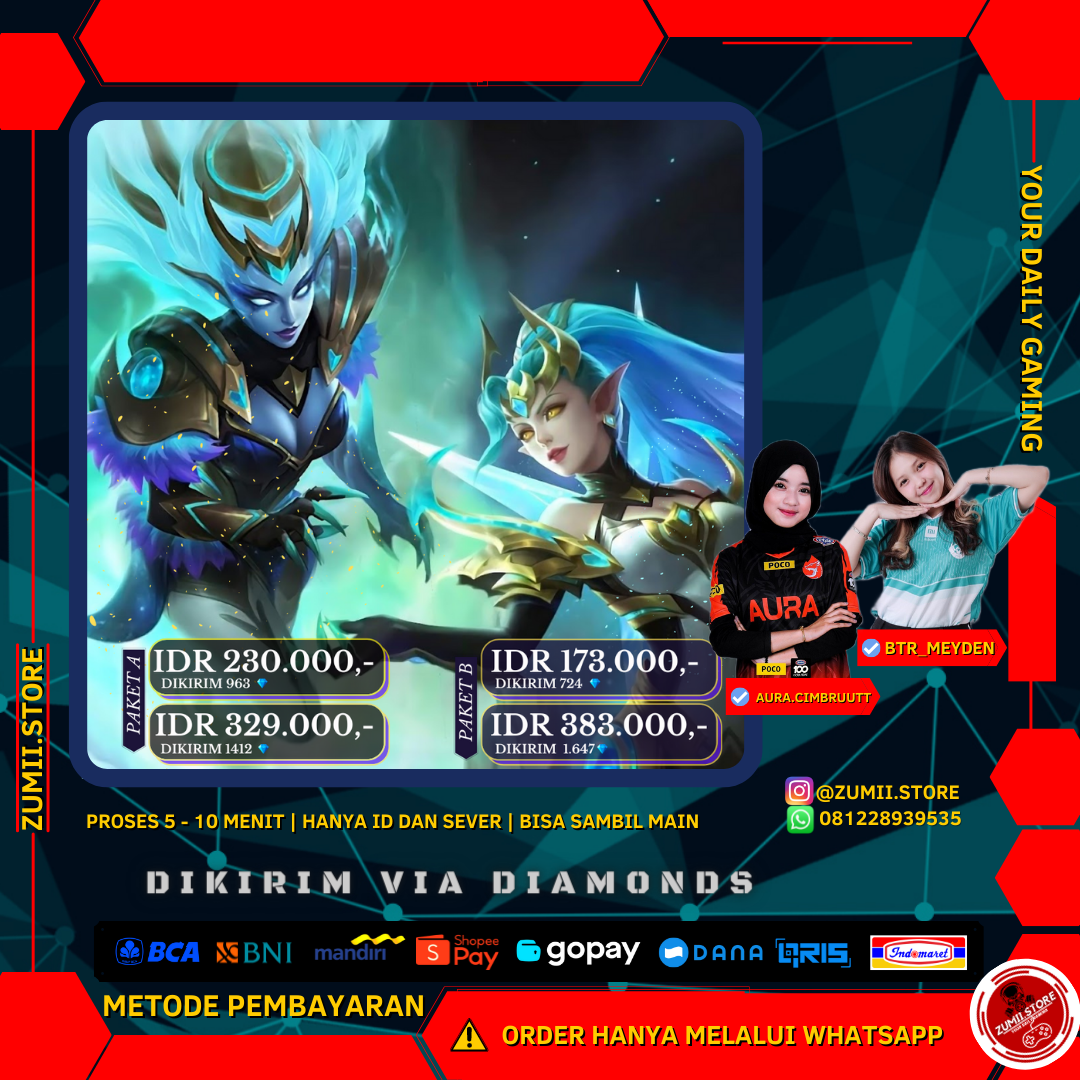 YOUR DAILY GAMING
ZUMII.STORE
PAKET A
IDR 230.000,-
DIKIRIM 963
IDR 329.000,-
DIKIRIM 1412
PAKET B
IDR 173.000,-
DIKIRIM 724
IDR 383.000,-
DIKIRIM 1.647
POCO
AURA
POCO
100
BTR_MEYDEN
AURA.CIMBRUUTT
@ZUMII.STORE
081228939535
PROSES 5 - 10 MENIT | HANYA ID DAN SEVER | BISA SAMBIL MAIN
DIKIRIM VIA DIAMONDS
BCA BNI mandiri Shopee Pay gopay DANA QRIS Indomaret
METODE PEMBAYARAN
ORDER HANYA MELALUI WHATSAPP
ZUMII STORE